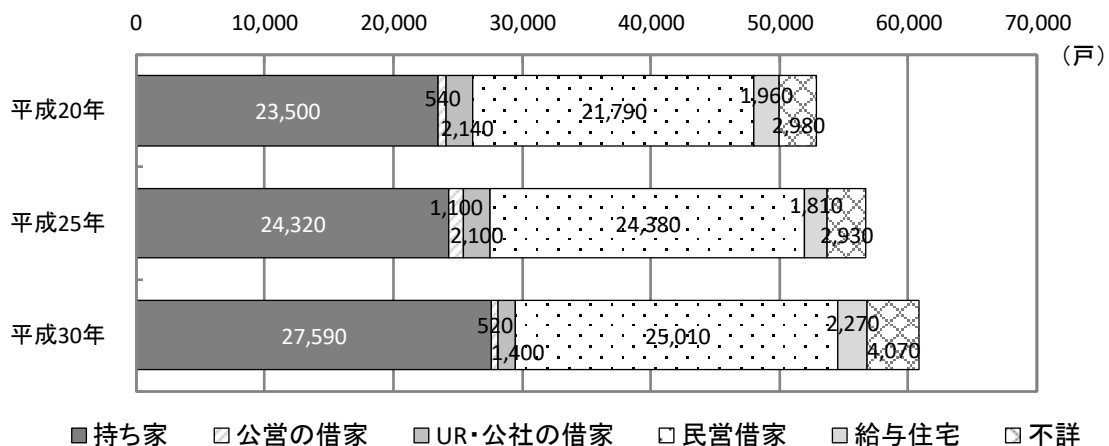 0 10,000 20,000 30,000 40,000 50,000 60,000 70,000
（戸）
平成20年 23,500 540 2,140 21,790 1,960 2,980
平成25年 24,320 1,100 2,100 24,380 1,810 2,930
平成30年 27,590 520 1,400 25,010 2,270 4,070
持ち家 公営の借家 UR・公社の借家 民営借家 給与住宅 不詳